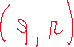 (9, r)